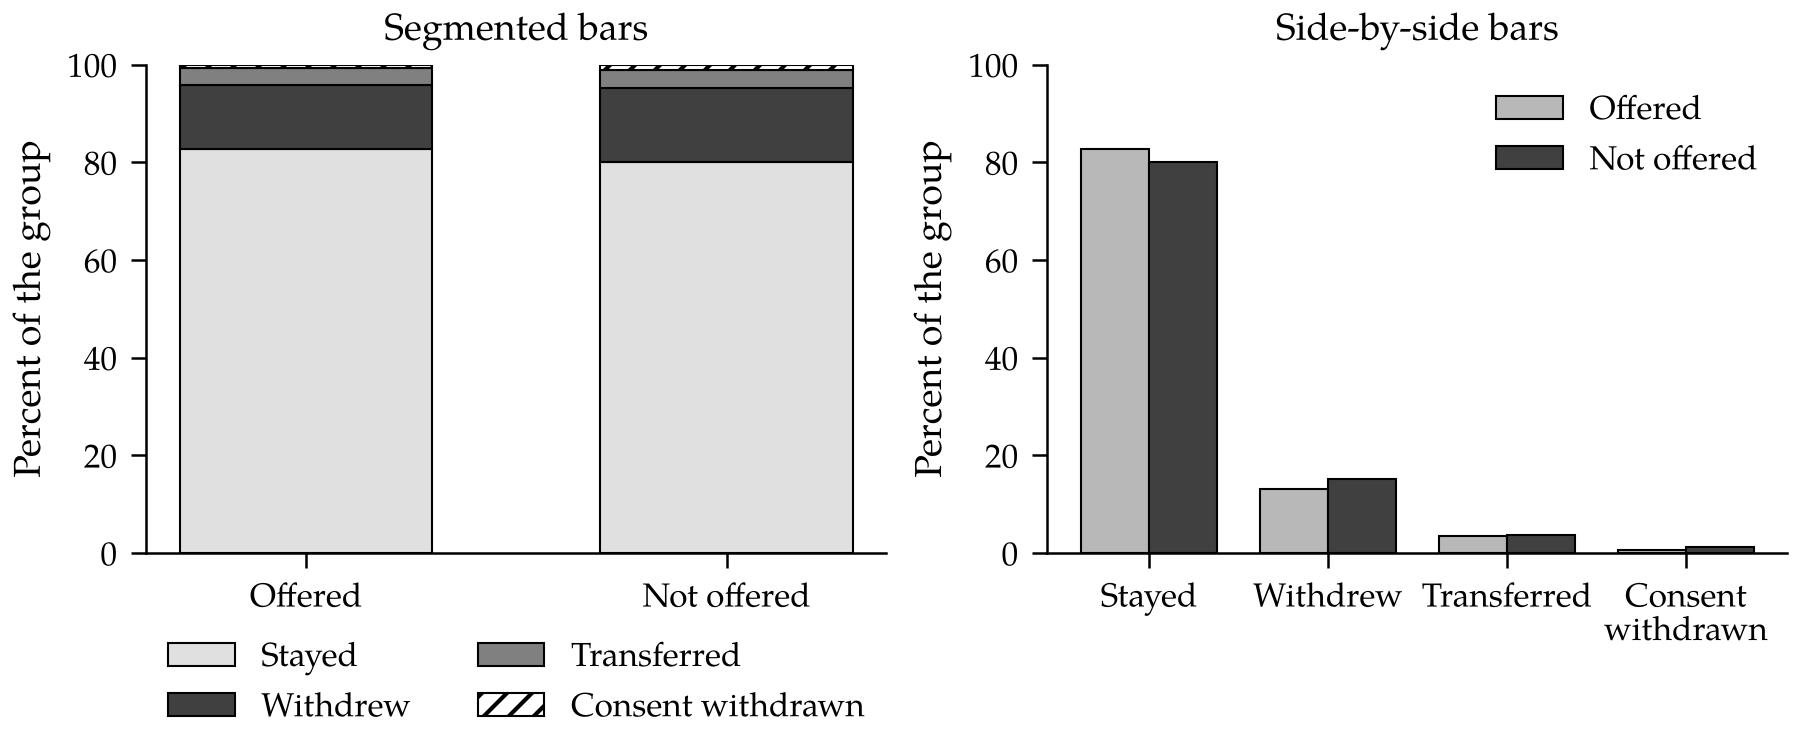 Segmented bars
Percent of the group
100
80
60
40
20
0
Offered
Not offered
Stayed
Transferred
Withdrew
Consent withdrawn
Side-by-side bars
Percent of the group
100
80
60
40
20
0
Offered
Not offered
Stayed
Withdrew
Transferred
Consent
withdrawn